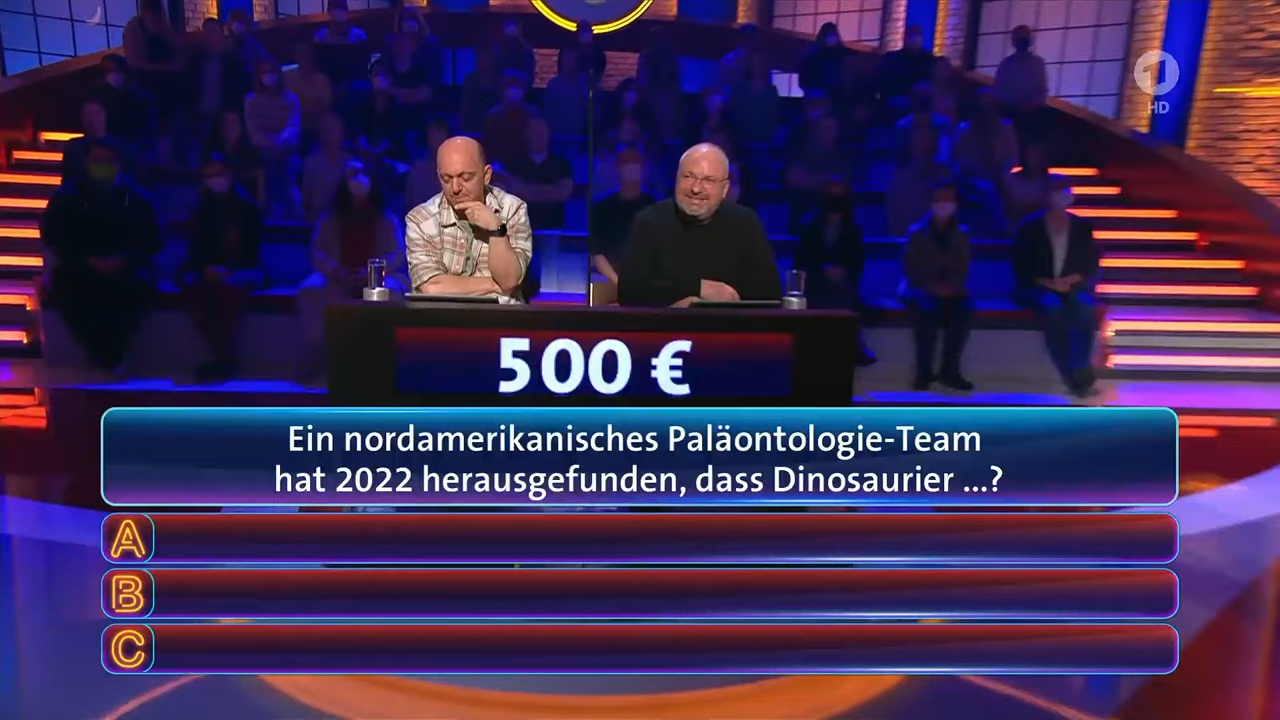 1
HD
500 €
Ein nordamerikanisches Paläontologie-Team
hat 2022 herausgefunden, dass Dinosaurier ...?
A
B
C